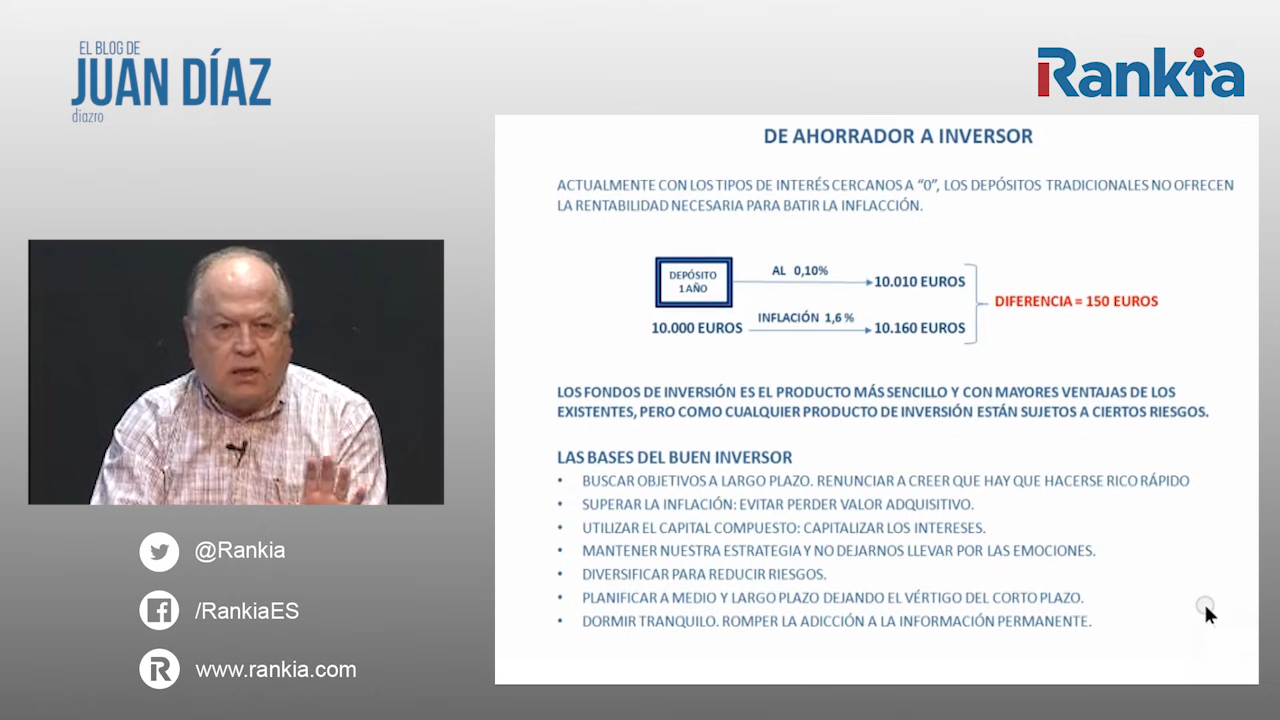 EL BLOG DE
JUAN DÍAZ
diazro
Rankia
DE AHORRADOR A INVERSOR
ACTUALMENTE CON LOS TIPOS DE INTERÉS CERCANOS A “0”, LOS DEPÓSITOS TRADICIONALES NO OFRECEN
LA RENTABILIDAD NECESARIA PARA BATIR LA INFLACCIÓN.
DEPÓSITO
1 AÑO
AL 0,10%
10.010 EUROS
DIFERENCIA = 150 EUROS
10.000 EUROS
INFLACIÓN 1,6 %
10.160 EUROS
LOS FONDOS DE INVERSIÓN ES EL PRODUCTO MÁS SENCILLO Y CON MAYORES VENTAJAS DE LOS
EXISTENTES, PERO COMO CUALQUIER PRODUCTO DE INVERSIÓN ESTÁN SUJETOS A CIERTOS RIESGOS.
LAS BASES DEL BUEN INVERSOR
• BUSCAR OBJETIVOS A LARGO PLAZO. RENUNCIAR A CREER QUE HAY QUE HACERSE RICO RÁPIDO
• SUPERAR LA INFLACIÓN: EVITAR PERDER VALOR ADQUISITIVO.
• UTILIZAR EL CAPITAL COMPUESTO: CAPITALIZAR LOS INTERESES.
• MANTENER NUESTRA ESTRATEGIA Y NO DEJARNOS LLEVAR POR LAS EMOCIONES.
• DIVERSIFICAR PARA REDUCIR RIESGOS.
• PLANIFICAR A MEDIO Y LARGO PLAZO DEJANDO EL VÉRTIGO DEL CORTO PLAZO.
• DORMIR TRANQUILO. ROMPER LA ADICCIÓN A LA INFORMACIÓN PERMANENTE.
@Rankia
/RankiaES
www.rankia.com